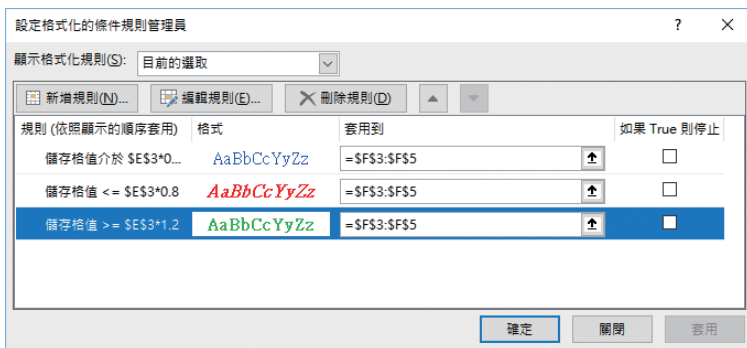 設定格式化的條件規則管理員 ? ×
顯示格式化規則(S): 目前的選取
新增規則(N)... 編輯規則(E)... 刪除規則(D)
規則 (依照顯示的順序套用) 格式 套用到 如果 True 則停止
儲存格值介於 $E$3*0... AaBbCcYyZz =$F$3:$F$5
儲存格值 <= $E$3*0.8 AaBbCcYyZz =$F$3:$F$5
儲存格值 >= $E$3*1.2 AaBbCcYyZz =$F$3:$F$5
確定 關閉 套用